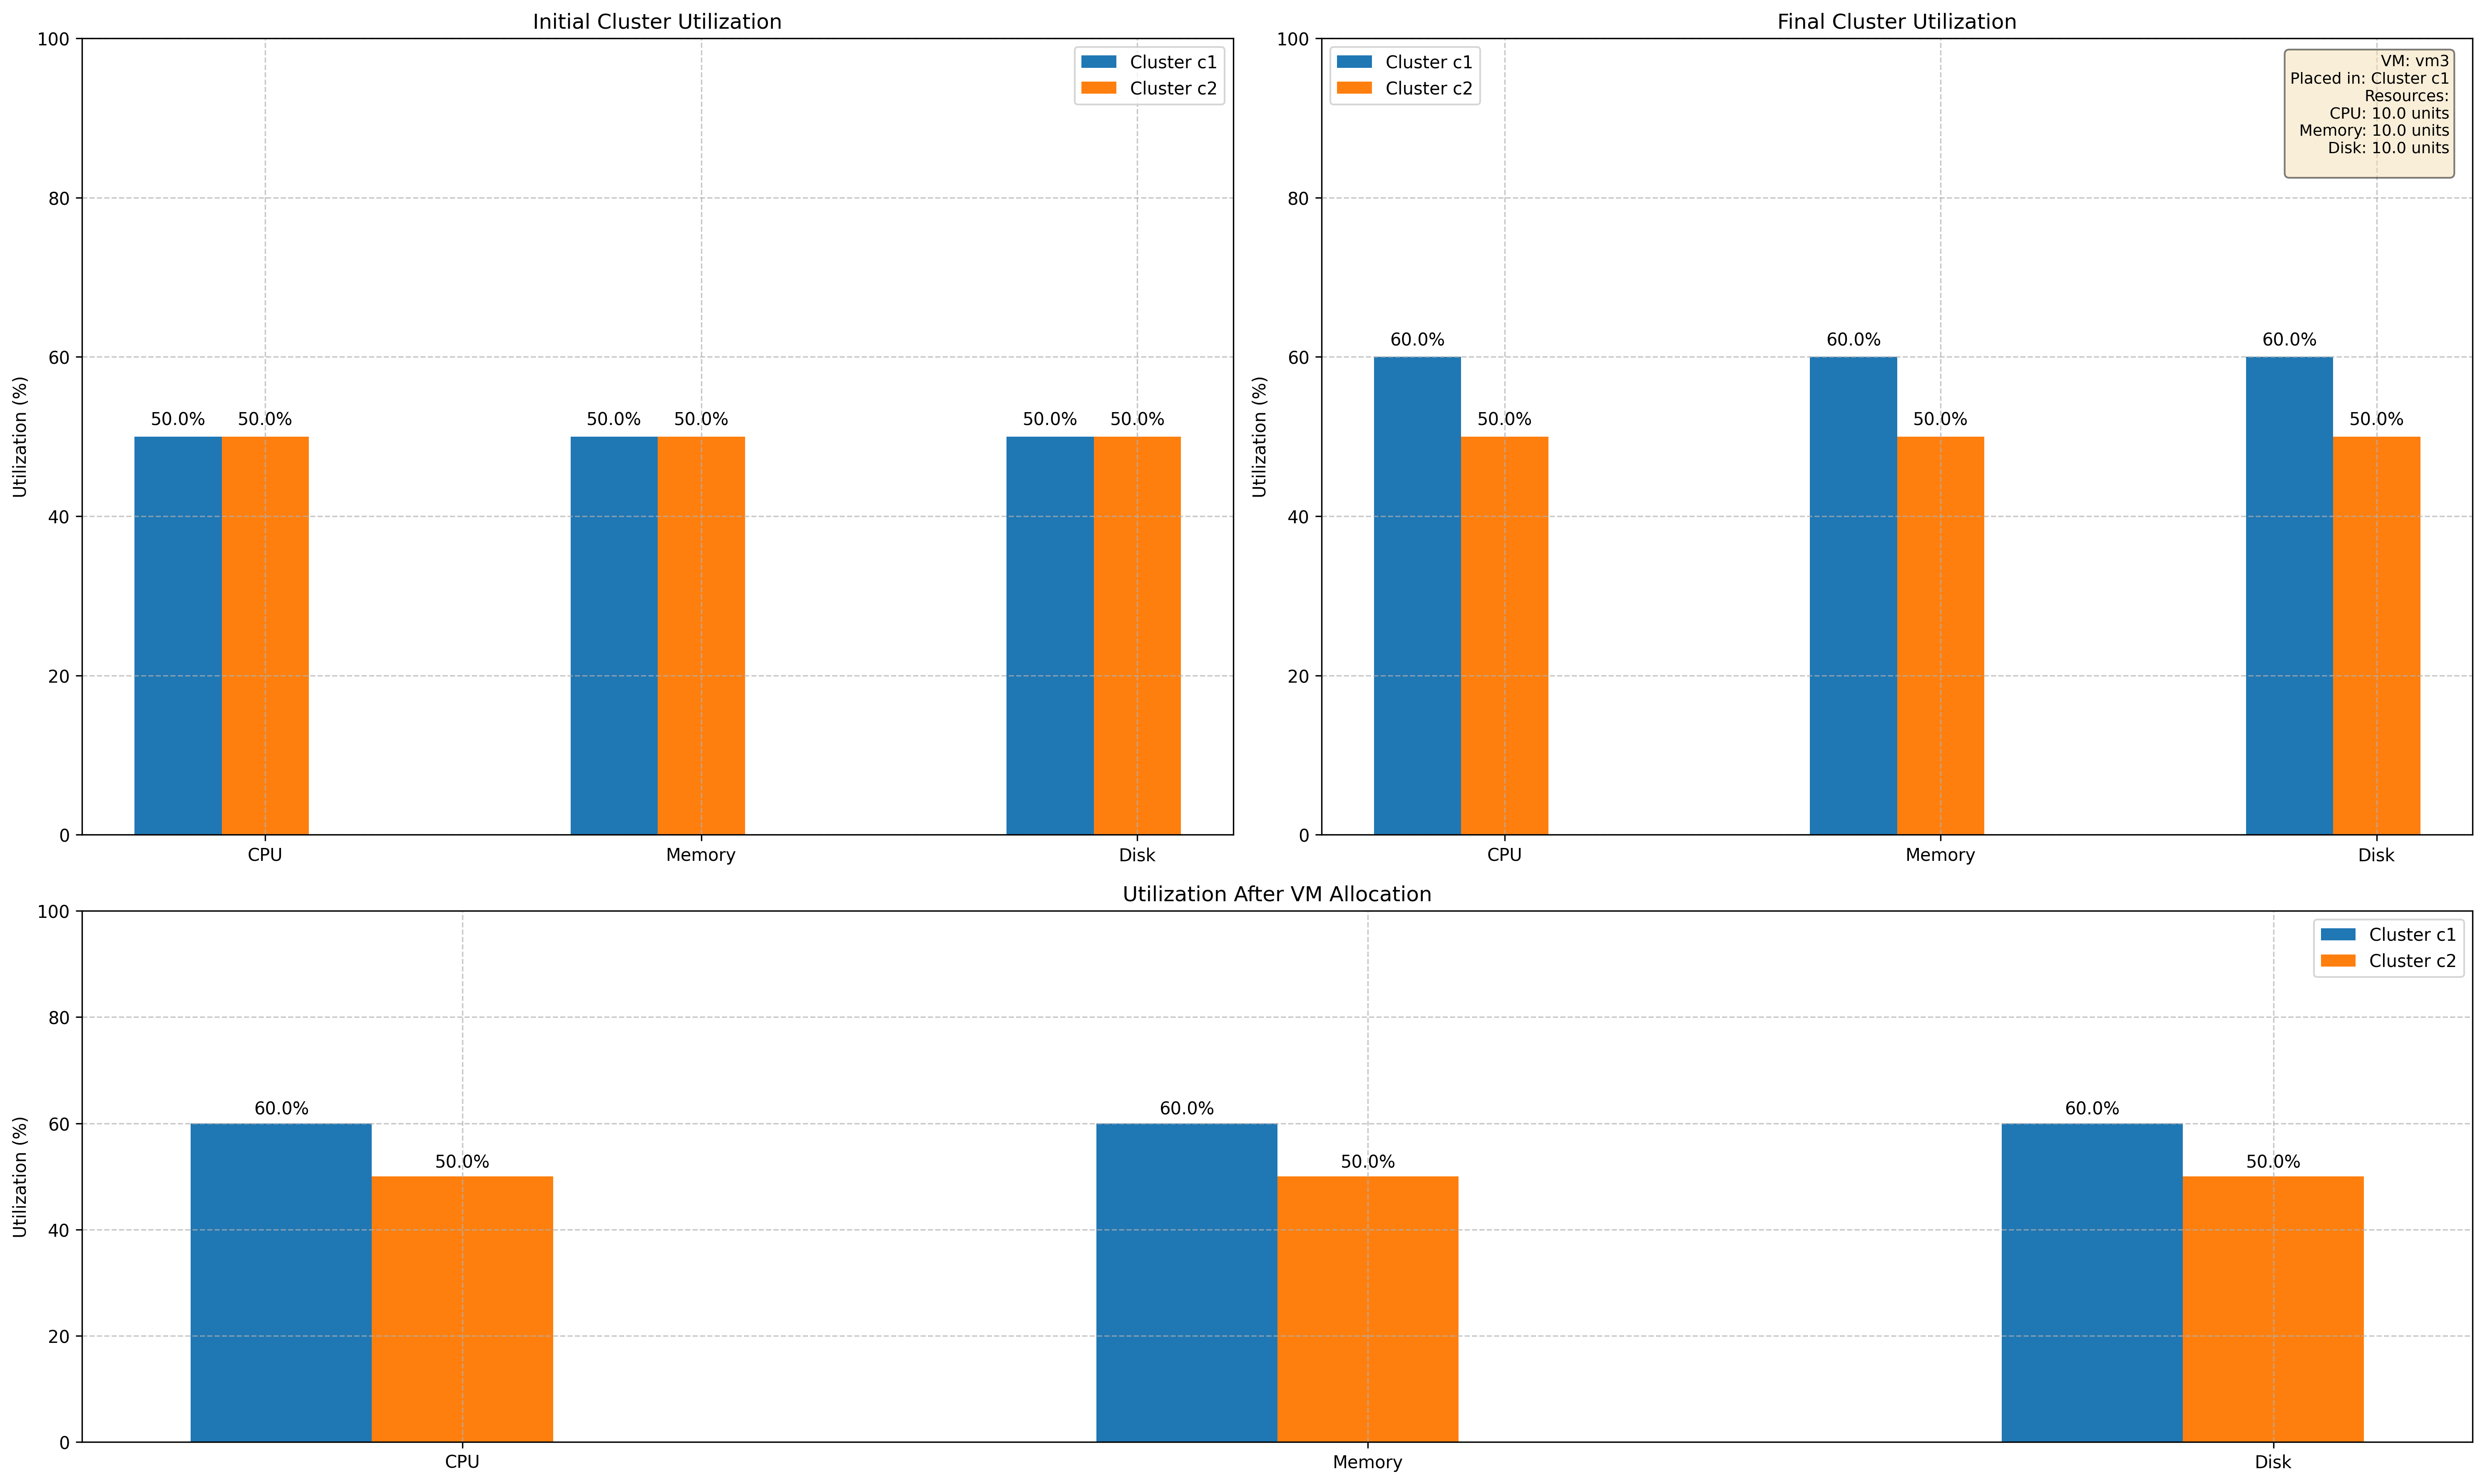 Initial Cluster Utilization
100
80
60
40
20
0
Utilization (%)
Cluster c1
Cluster c2
50.0% 50.0% 50.0% 50.0% 50.0% 50.0%
CPU Memory Disk
Final Cluster Utilization
100
80
60
40
20
0
Utilization (%)
Cluster c1
Cluster c2
VM: vm3
Placed in: Cluster c1
Resources:
CPU: 10.0 units
Memory: 10.0 units
Disk: 10.0 units
60.0% 60.0% 60.0%
50.0% 50.0% 50.0%
CPU Memory Disk
Utilization After VM Allocation
100
80
60
40
20
0
Utilization (%)
Cluster c1
Cluster c2
60.0% 60.0% 60.0%
50.0% 50.0% 50.0%
CPU Memory Disk